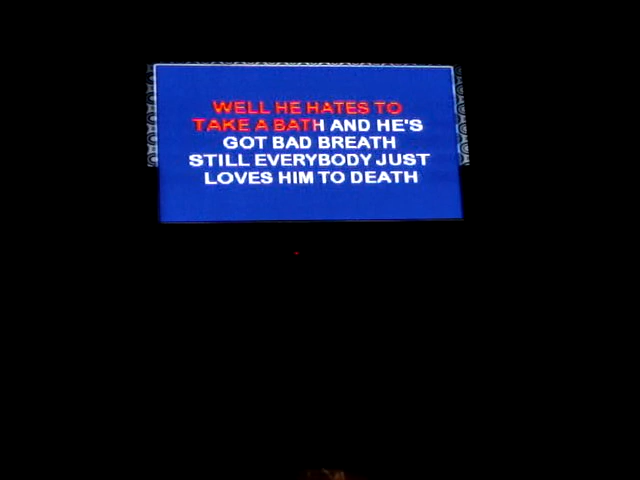 WELL HE HATES TO
TAKE A BATH AND HE'S
GOT BAD BREATH
STILL EVERYBODY JUST
LOVES HIM TO DEATH